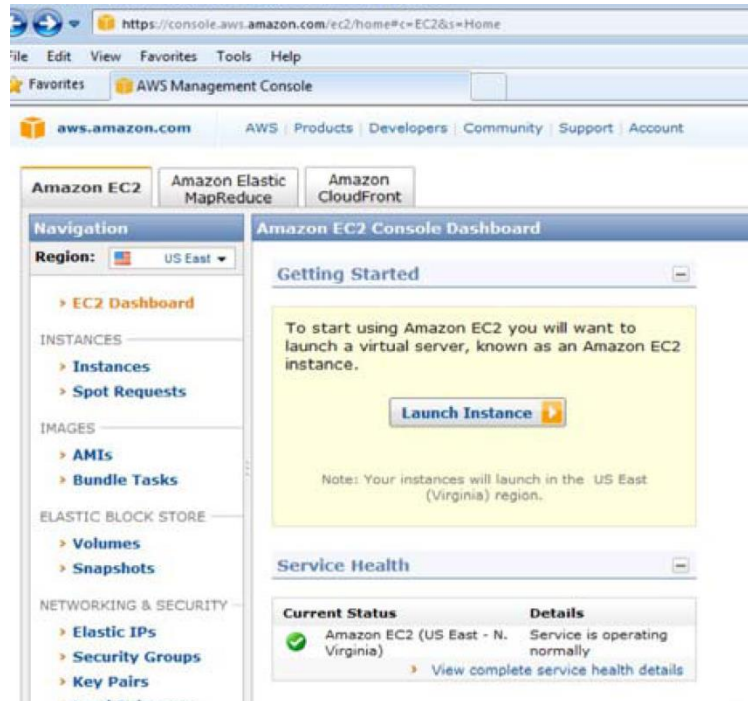 https://console.aws.amazon.com/ec2/home#c=EC2&s=Home
File Edit View Favorites Tools Help
Favorites AWS Management Console
aws.amazon.com AWS | Products | Developers | Community | Support | Account
Amazon EC2
Amazon Elastic MapReduce
Amazon CloudFront
Navigation
Region: US East
EC2 Dashboard
INSTANCES
Instances
Spot Requests
IMAGES
AMIs
Bundle Tasks
ELASTIC BLOCK STORE
Volumes
Snapshots
NETWORKING & SECURITY
Elastic IPs
Security Groups
Key Pairs
Amazon EC2 Console Dashboard
Getting Started
To start using Amazon EC2 you will want to
launch a virtual server, known as an Amazon EC2
instance.
Launch Instance
Note: Your instances will launch in the US East
(Virginia) region.
Service Health
Current Status Details
Amazon EC2 (US East - N. Virginia)
Service is operating normally
View complete service health details